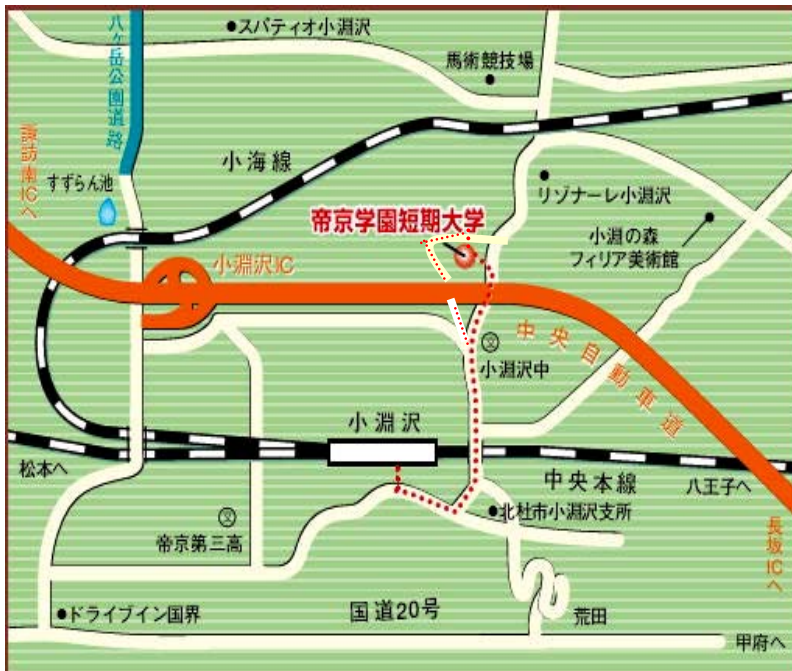 スパティオ小淵沢
八ヶ岳公園道路
馬術競技場
諏訪南ICへ
小海線
すずらん池
リゾナーレ小淵沢
帝京学園短期大学
小淵の森
フィリア美術館
小淵沢IC
中央自動車道
文
小淵沢中
小淵沢
松本へ
中央本線
八王子へ
文
帝京第三高
北杜市小淵沢支所
長坂ICへ
ドライブイン国界
国道20号
荒田
甲府へ